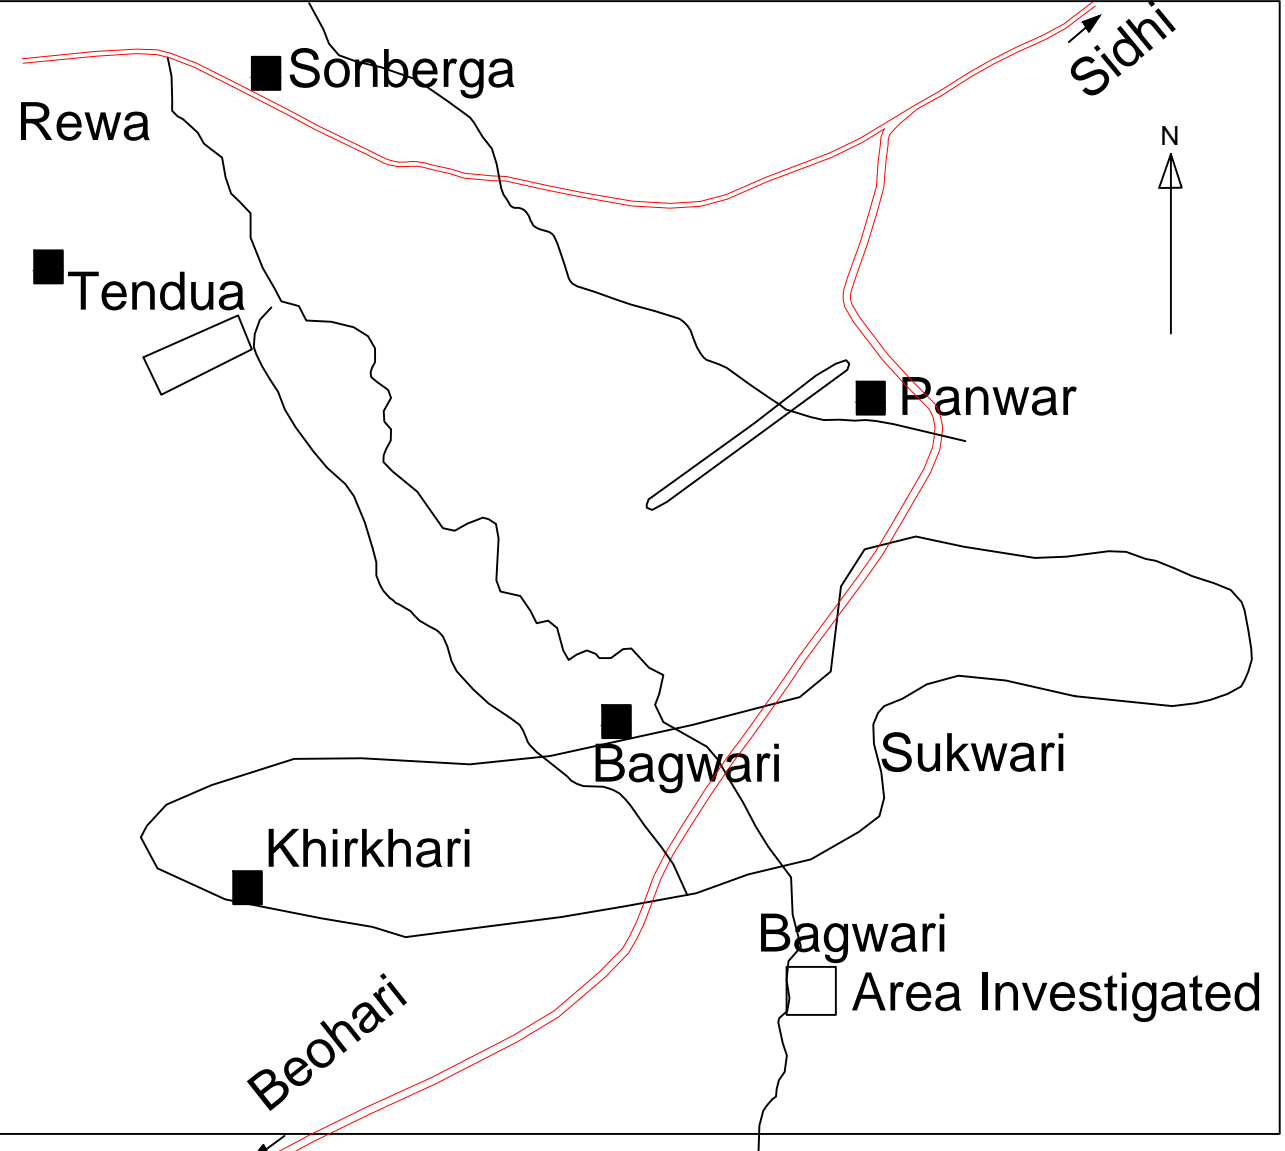 Sidhi
Sonberga
Rewa
N
Tendua
Panwar
Sukwari
Bagwari
Khirkhari
Bagwari
Area Investigated
Beohari